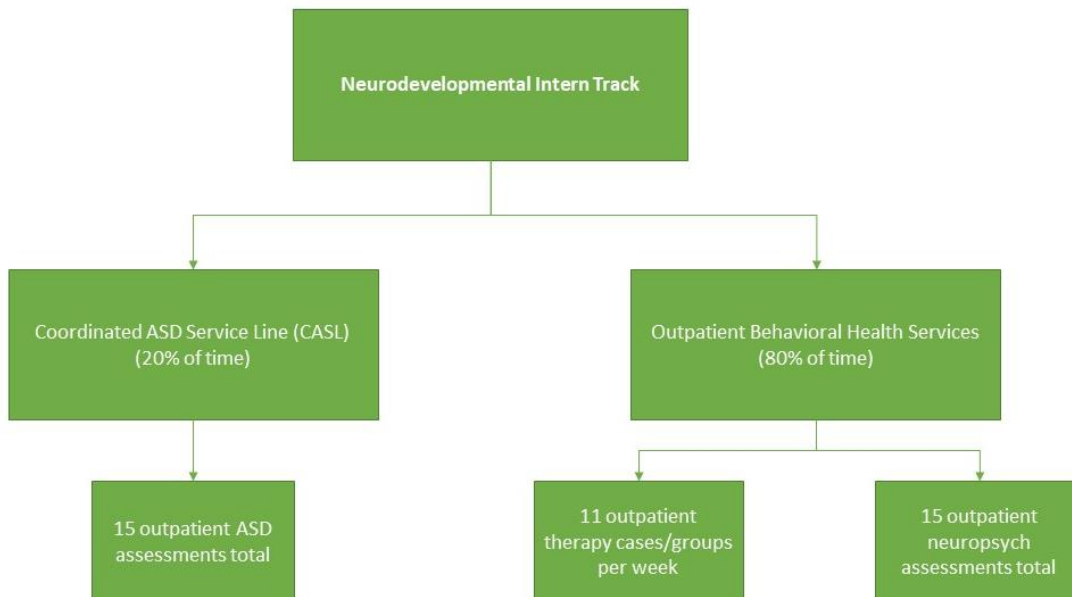 Neurodevelopmental Intern Track
Coordinated ASD Service Line (CASL)
(20% of time)
Outpatient Behavioral Health Services
(80% of time)
15 outpatient ASD
assessments total
11 outpatient
therapy cases/groups
per week
15 outpatient
neuropsych
assessments total